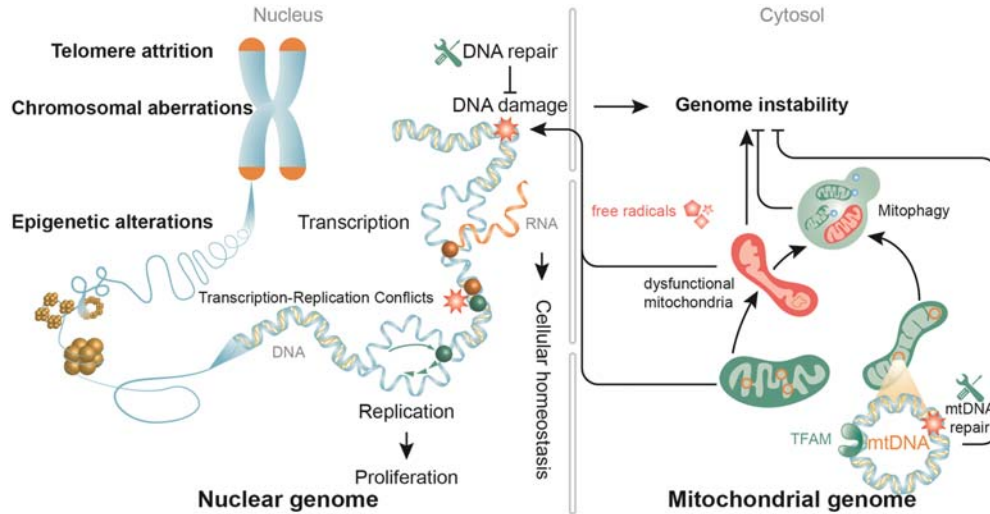 Nucleus
Cytosol
Telomere attrition
DNA repair
Chromosomal aberrations
DNA damage
Genome instability
Epigenetic alterations
Transcription
RNA
free radicals
Mitophagy
dysfunctional
mitochondria
Transcription-Replication Conflicts
DNA
Cellular homeostasis
Replication
Proliferation
TFAM
mtDNA
mtDNA
repair
Nuclear genome
Mitochondrial genome